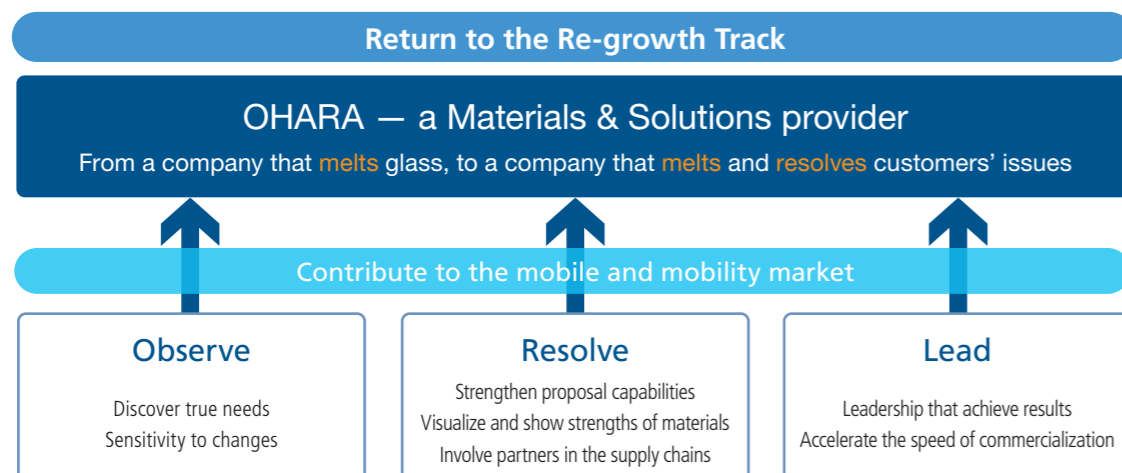 Return to the Re-growth Track
OHARA — a Materials & Solutions provider
From a company that melts glass, to a company that melts and resolves customers' issues
Contribute to the mobile and mobility market
Observe
Discover true needs
Sensitivity to changes
Resolve
Strengthen proposal capabilities
Visualize and show strengths of materials
Involve partners in the supply chains
Lead
Leadership that achieve results
Accelerate the speed of commercialization